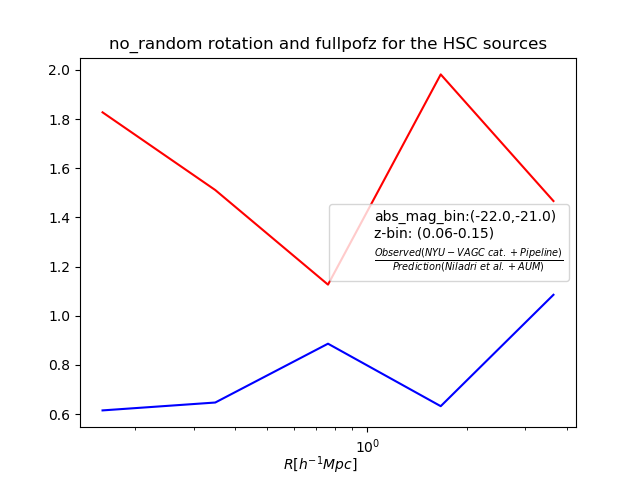 no_random rotation and fullpofz for the HSC sources
2.0
1.8
1.6
1.4
1.2
1.0
0.8
0.6
abs_mag_bin:(-22.0,-21.0)
z-bin: (0.06-0.15)
Observed(NYU − VAGC cat. + Pipeline)
Prediction(Niladri et al. + AUM)
10⁰
R[h⁻¹Mpc]